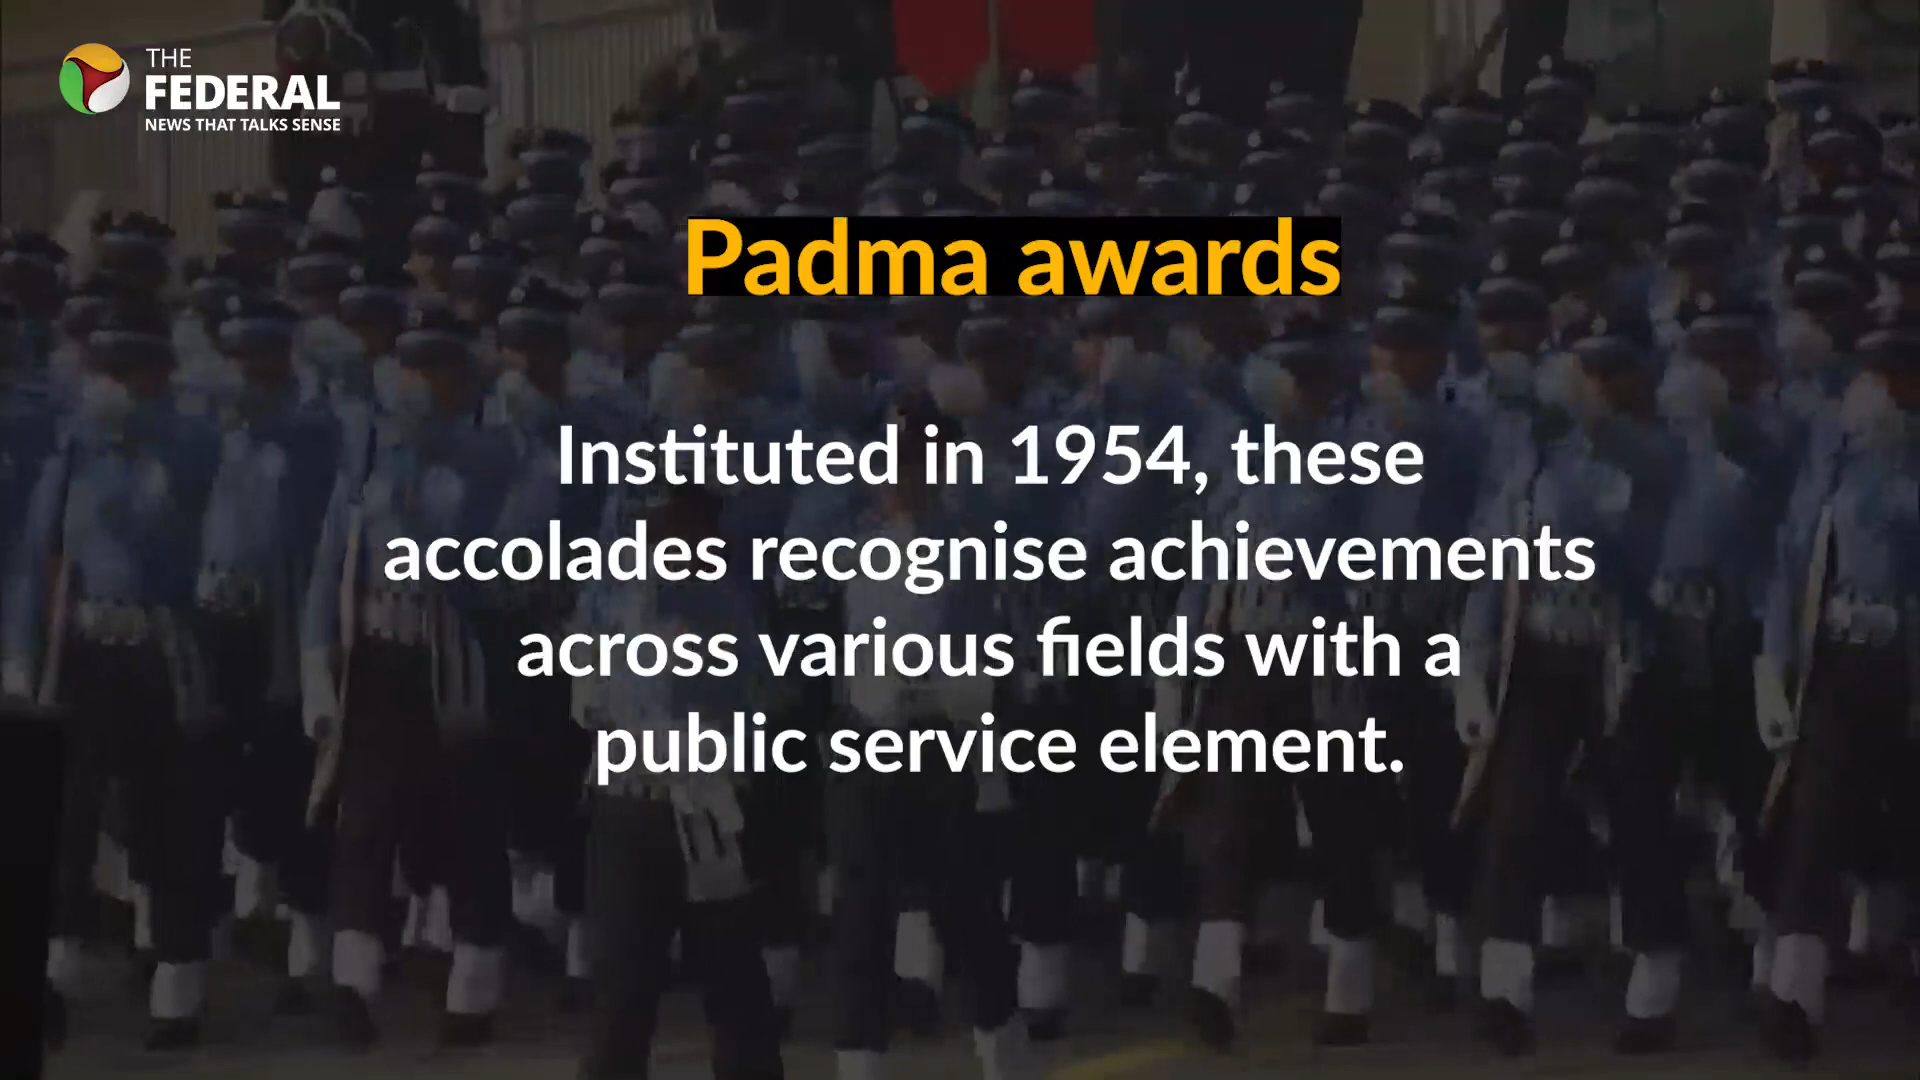 THE
FEDERAL
NEWS THAT TALKS SENSE
Padma awards
Instituted in 1954, these
accolades recognise achievements
across various fields with a
public service element.